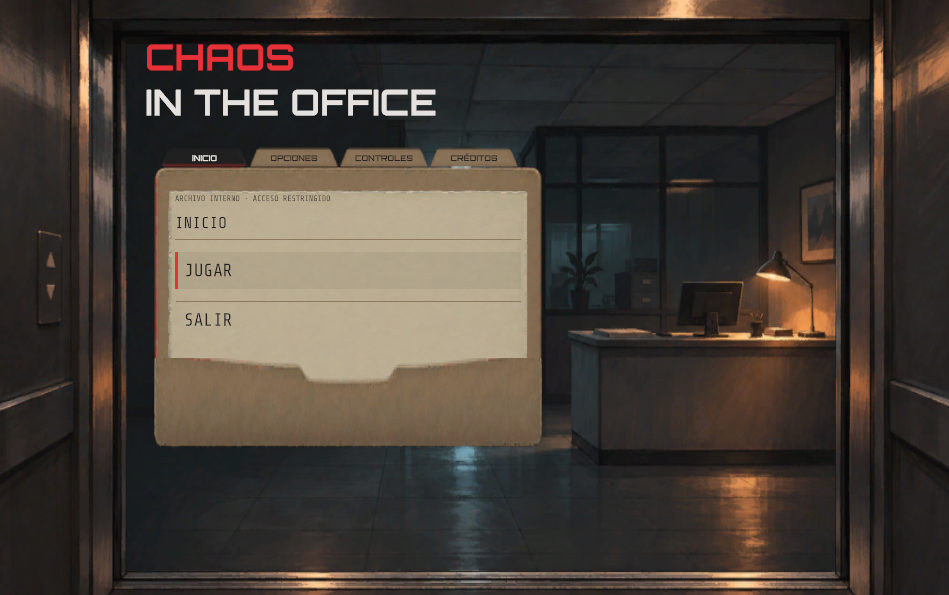 CHAOS
IN THE OFFICE
INICIO OPCIONES CONTROLES CRÉDITOS
ARCHIVO INTERNO · ACCESO RESTRINGIDO
INICIO
JUGAR
SALIR